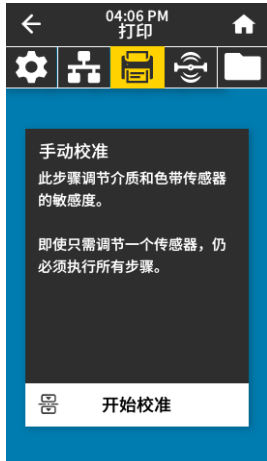 04:06 PM
打印
手动校准
此步骤调节介质和色带传感器
的敏感度。
即使只需调节一个传感器，仍
必须执行所有步骤。
开始校准